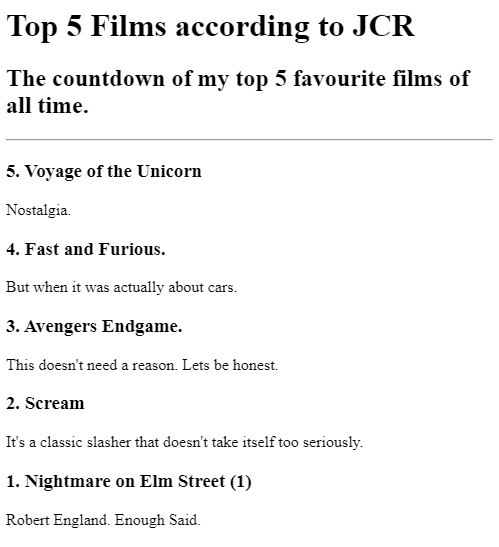 Top 5 Films according to JCR
The countdown of my top 5 favourite films of
all time.
5. Voyage of the Unicorn
Nostalgia.
4. Fast and Furious.
But when it was actually about cars.
3. Avengers Endgame.
This doesn't need a reason. Lets be honest.
2. Scream
It's a classic slasher that doesn't take itself too seriously.
1. Nightmare on Elm Street (1)
Robert England. Enough Said.